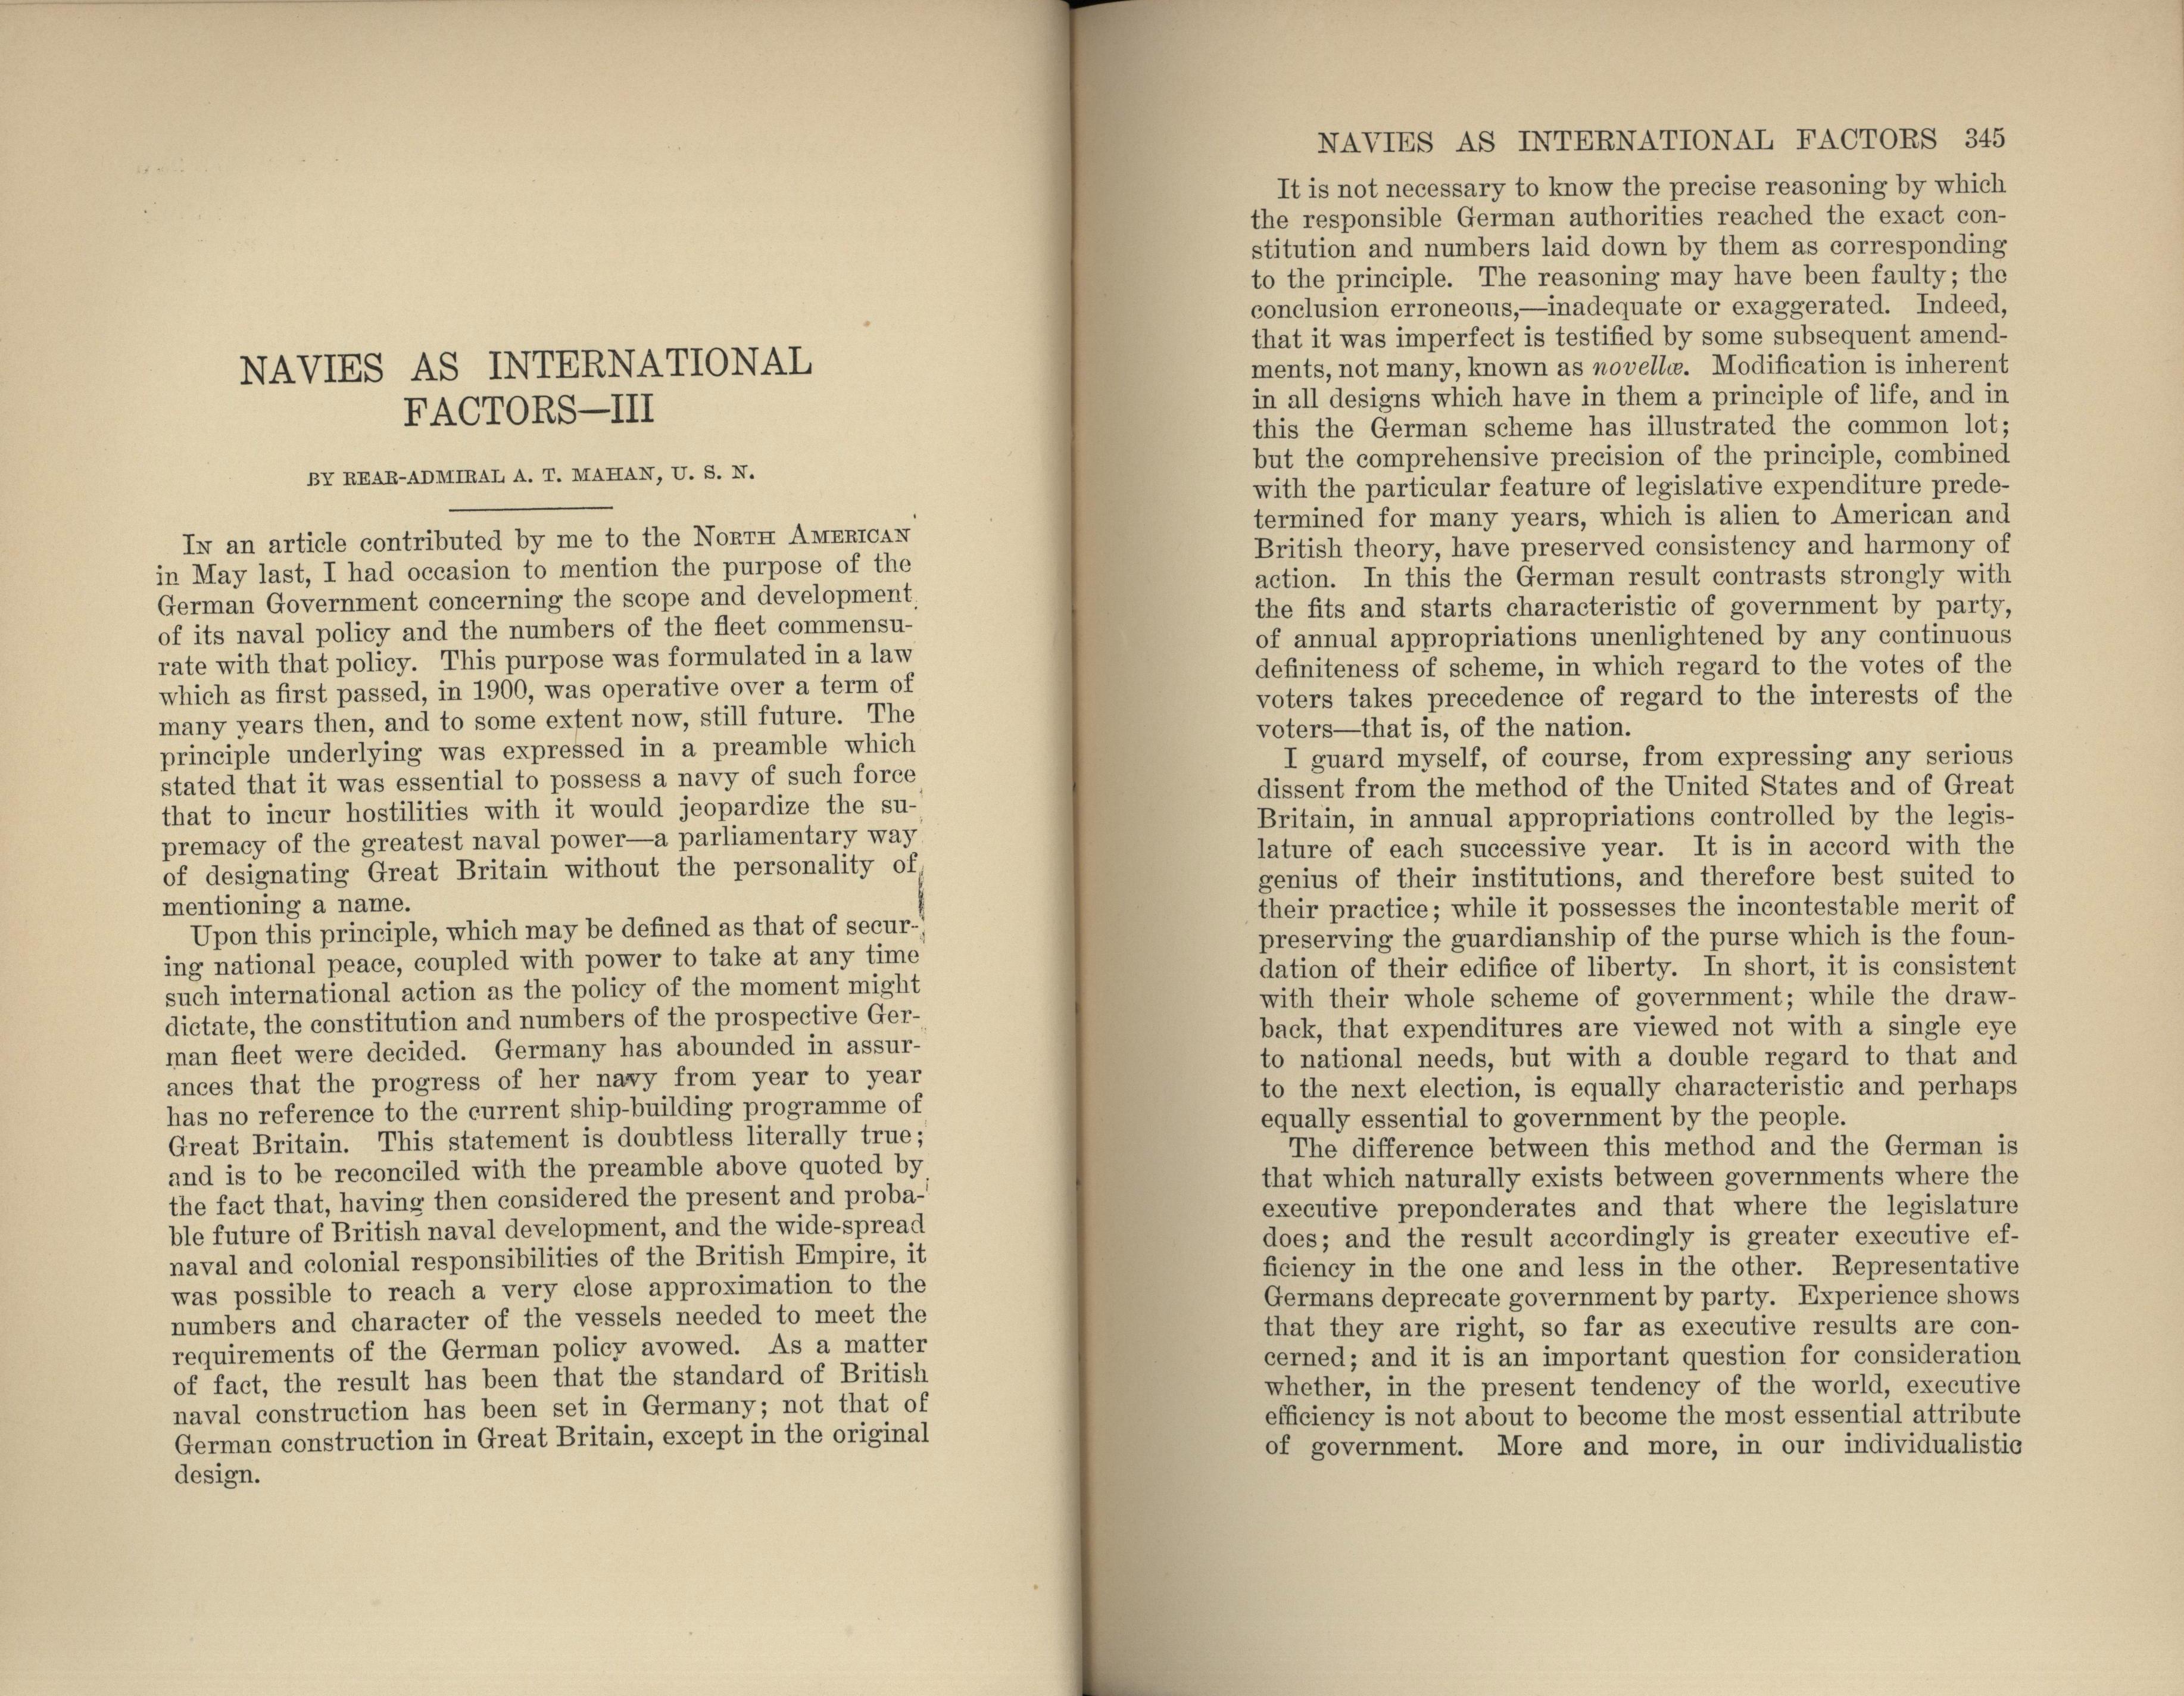 NAVIES AS INTERNATIONAL
FACTORS—III
BY REAR-ADMIRAL A. T. MAHAN, U. S. N.
In an article contributed by me to the North American
in May last, I had occasion to mention the purpose of the
German Government concerning the scope and development
of its naval policy and the numbers of the fleet commensu-
rate with that policy. This purpose was formulated in a law
which as first passed, in 1900, was operative over a term of
many years then, and to some extent now, still future. The
principle underlying was expressed in a preamble which
stated that it was essential to possess a navy of such force
that to incur hostilities with it would jeopardize the su-
premacy of the greatest naval power—a parliamentary way
of designating Great Britain without the personality of
mentioning a name.
Upon this principle, which may be defined as that of secur-
ing national peace, coupled with power to take at any time
such international action as the policy of the moment might
dictate, the constitution and numbers of the prospective Ger-
man fleet were decided. Germany has abounded in assur-
ances that the progress of her navy from year to year
has no reference to the current ship-building programme of
Great Britain. This statement is doubtless literally true;
and is to be reconciled with the preamble above quoted by
the fact that, having then considered the present and proba-
ble future of British naval development, and the wide-spread
naval and colonial responsibilities of the British Empire, it
was possible to reach a very close approximation to the
numbers and character of the vessels needed to meet the
requirements of the German policy avowed. As a matter
of fact, the result has been that the standard of British
naval construction has been set in Germany; not that of
German construction in Great Britain, except in the original
design.
NAVIES AS INTERNATIONAL FACTORS 345
It is not necessary to know the precise reasoning by which
the responsible German authorities reached the exact con-
stitution and numbers laid down by them as corresponding
to the principle. The reasoning may have been faulty; the
conclusion erroneous,—inadequate or exaggerated. Indeed,
that it was imperfect is testified by some subsequent amend-
ments, not many, known as novellæ. Modification is inherent
in all designs which have in them a principle of life, and in
this the German scheme has illustrated the common lot;
but the comprehensive precision of the principle, combined
with the particular feature of legislative expenditure prede-
termined for many years, which is alien to American and
British theory, have preserved consistency and harmony of
action. In this the German result contrasts strongly with
the fits and starts characteristic of government by party,
of annual appropriations unenlightened by any continuous
definiteness of scheme, in which regard to the votes of the
voters takes precedence of regard to the interests of the
voters—that is, of the nation.
I guard myself, of course, from expressing any serious
dissent from the method of the United States and of Great
Britain, in annual appropriations controlled by the legis-
lature of each successive year. It is in accord with the
genius of their institutions, and therefore best suited to
their practice; while it possesses the incontestable merit of
preserving the guardianship of the purse which is the foun-
dation of their edifice of liberty. In short, it is consistent
with their whole scheme of government; while the draw-
back, that expenditures are viewed not with a single eye
to national needs, but with a double regard to that and
to the next election, is equally characteristic and perhaps
equally essential to government by the people.
The difference between this method and the German is
that which naturally exists between governments where the
executive preponderates and that where the legislature
does; and the result accordingly is greater executive ef-
ficiency in the one and less in the other. Representative
Germans deprecate government by party. Experience shows
that they are right, so far as executive results are con-
cerned; and it is an important question for consideration
whether, in the present tendency of the world, executive
efficiency is not about to become the most essential attribute
of government. More and more, in our individualistic